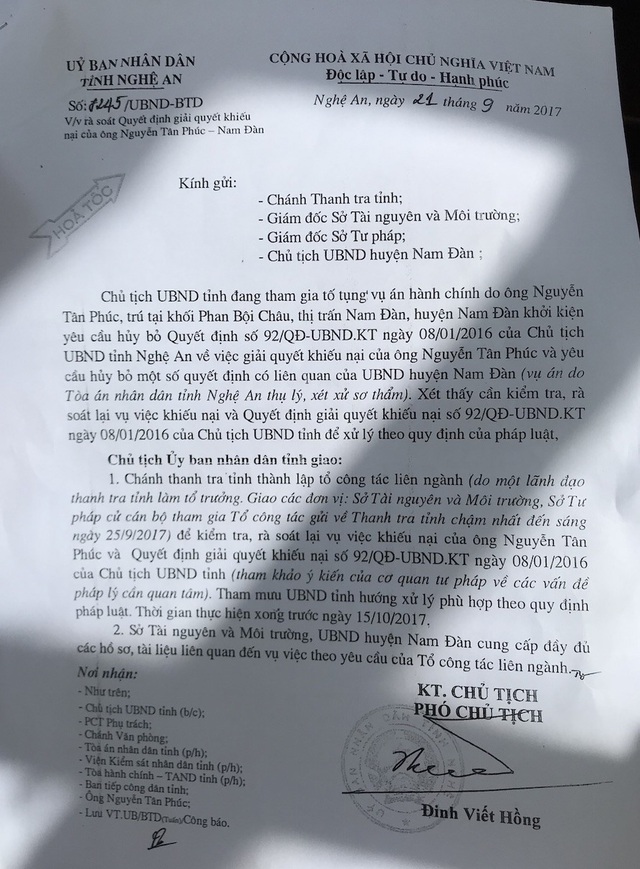 UỶ BAN NHÂN DÂN
TỈNH NGHỆ AN
CỘNG HOÀ XÃ HỘI CHỦ NGHĨA VIỆT NAM
Độc lập - Tự do - Hạnh phúc
Số: 7245/UBND-BTD
V/v rà soát Quyết định giải quyết khiếu
nại của ông Nguyễn Tân Phúc – Nam Đàn
Nghệ An, ngày 21 tháng 9 năm 2017
HOẢ TỐC
Kính gửi:
- Chánh Thanh tra tỉnh;
- Giám đốc Sở Tài nguyên và Môi trường;
- Giám đốc Sở Tư pháp;
- Chủ tịch UBND huyện Nam Đàn ;
Chủ tịch UBND tỉnh đang tham gia tố tụng vụ án hành chính do ông Nguyễn
Tân Phúc, trú tại khối Phan Bội Châu, thị trấn Nam Đàn, huyện Nam Đàn khởi kiện
yêu cầu hủy bỏ Quyết định số 92/QĐ-UBND.KT ngày 08/01/2016 của Chủ tịch
UBND tỉnh Nghệ An về việc giải quyết khiếu nại của ông Nguyễn Tân Phúc và yêu
cầu hủy bỏ một số quyết định có liên quan của UBND huyện Nam Đàn (vụ án do
Tòa án nhân dân tỉnh Nghệ An thụ lý, xét xử sơ thẩm). Xét thấy cần kiểm tra, rà
soát lại vụ việc khiếu nại và Quyết định giải quyết khiếu nại số 92/QĐ-UBND.KT
ngày 08/01/2016 của Chủ tịch UBND tỉnh để xử lý theo quy định của pháp luật,
Chủ tịch Ủy ban nhân dân tỉnh giao:
1. Chánh thanh tra tỉnh thành lập tổ công tác liên ngành (do một lãnh đạo
thanh tra tỉnh làm tổ trưởng. Giao các đơn vị: Sở Tài nguyên và Môi trường, Sở Tư
pháp cử cán bộ tham gia Tổ công tác gửi về Thanh tra tỉnh chậm nhất đến sáng
ngày 25/9/2017) để kiểm tra, rà soát lại vụ việc khiếu nại của ông Nguyễn Tân
Phúc và Quyết định giải quyết khiếu nại số 92/QĐ-UBND.KT ngày 08/01/2016
của Chủ tịch UBND tỉnh (tham khảo ý kiến của cơ quan tư pháp về các vấn đề
pháp lý cần quan tâm). Tham mưu UBND tỉnh hướng xử lý phù hợp theo quy định
pháp luật. Thời gian thực hiện xong trước ngày 15/10/2017.
2. Sở Tài nguyên và Môi trường, UBND huyện Nam Đàn cung cấp đầy đủ
các hồ sơ, tài liệu liên quan đến vụ việc theo yêu cầu của Tổ công tác liên ngành.
Nơi nhận:
- Như trên;
- Chủ tịch UBND tỉnh (b/c);
- PCT Phụ trách;
- Chánh Văn phòng;
- Toà án nhân dân tỉnh (p/h);
- Viện Kiểm sát nhân dân tỉnh (p/h);
- Tòa hành chính – TAND tỉnh (p/h);
- Ban tiếp công dân tỉnh;
- Ông Nguyễn Tân Phúc;
- Lưu VT.UB/BTD(Tuấn)Công báo.
KT. CHỦ TỊCH
PHÓ CHỦ TỊCH
Đinh Viết Hồng